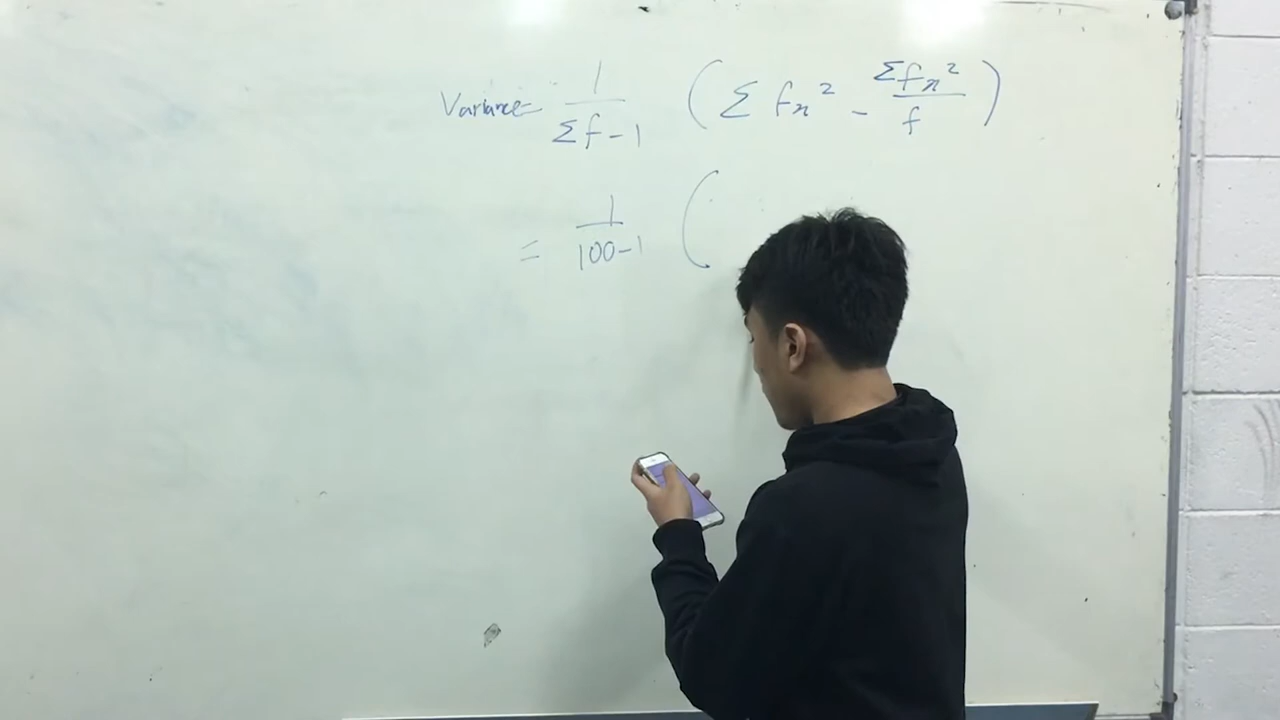 Variance = 1/(Σf-1) (Σfx² - Σfx²/f)
= 1/(100-1) (